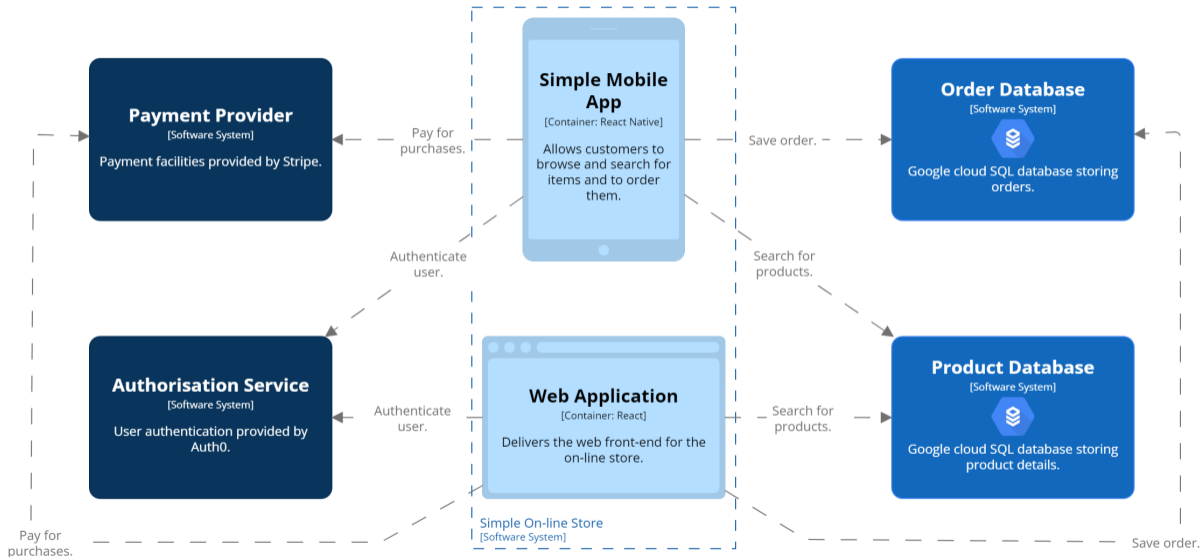 Payment Provider
[Software System]
Payment facilities provided by Stripe.
Pay for
purchases.
Simple Mobile
App
[Container: React Native]
Allows customers to
browse and search for
items and to order
them.
Save order.
Order Database
[Software System]
Google cloud SQL database storing
orders.
Authenticate
user.
Search for
products.
Authorisation Service
[Software System]
User authentication provided by
Auth0.
Authenticate
user.
Web Application
[Container: React]
Delivers the web front-end for the
on-line store.
Search for
products.
Product Database
[Software System]
Google cloud SQL database storing
product details.
Simple On-line Store
[Software System]
Pay for
purchases.
Save order.